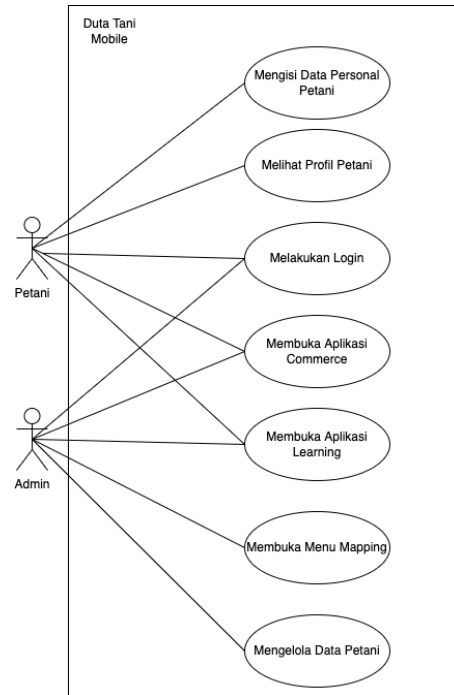 Duta Tani
Mobile
Mengisi Data Personal
Petani
Melihat Profil Petani
Melakukan Login
Petani
Membuka Aplikasi
Commerce
Membuka Aplikasi
Learning
Admin
Membuka Menu Mapping
Mengelola Data Petani